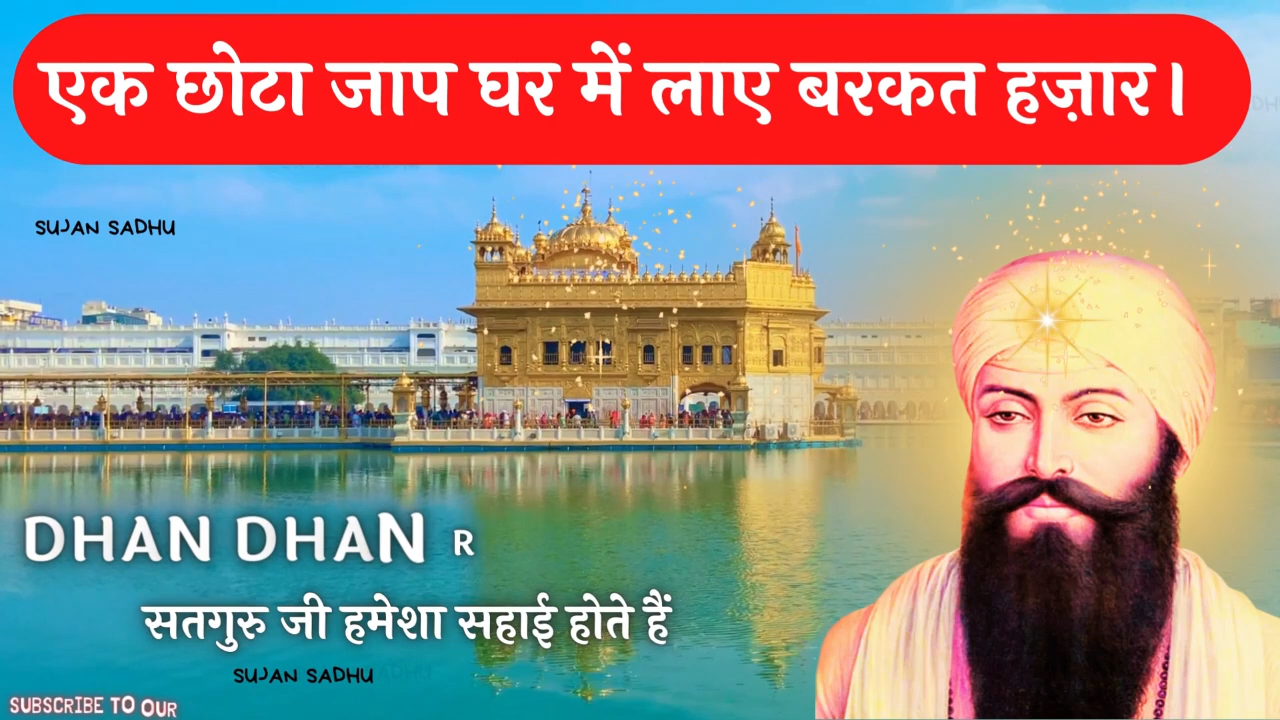 एक छोटा जाप घर में लाए बरकत हज़ार।
SUJAN SADHU
DHAN DHAN R
सतगुरु जी हमेशा सहाई होते हैं
SUJAN SADHU
SUBSCRIBE TO OUR